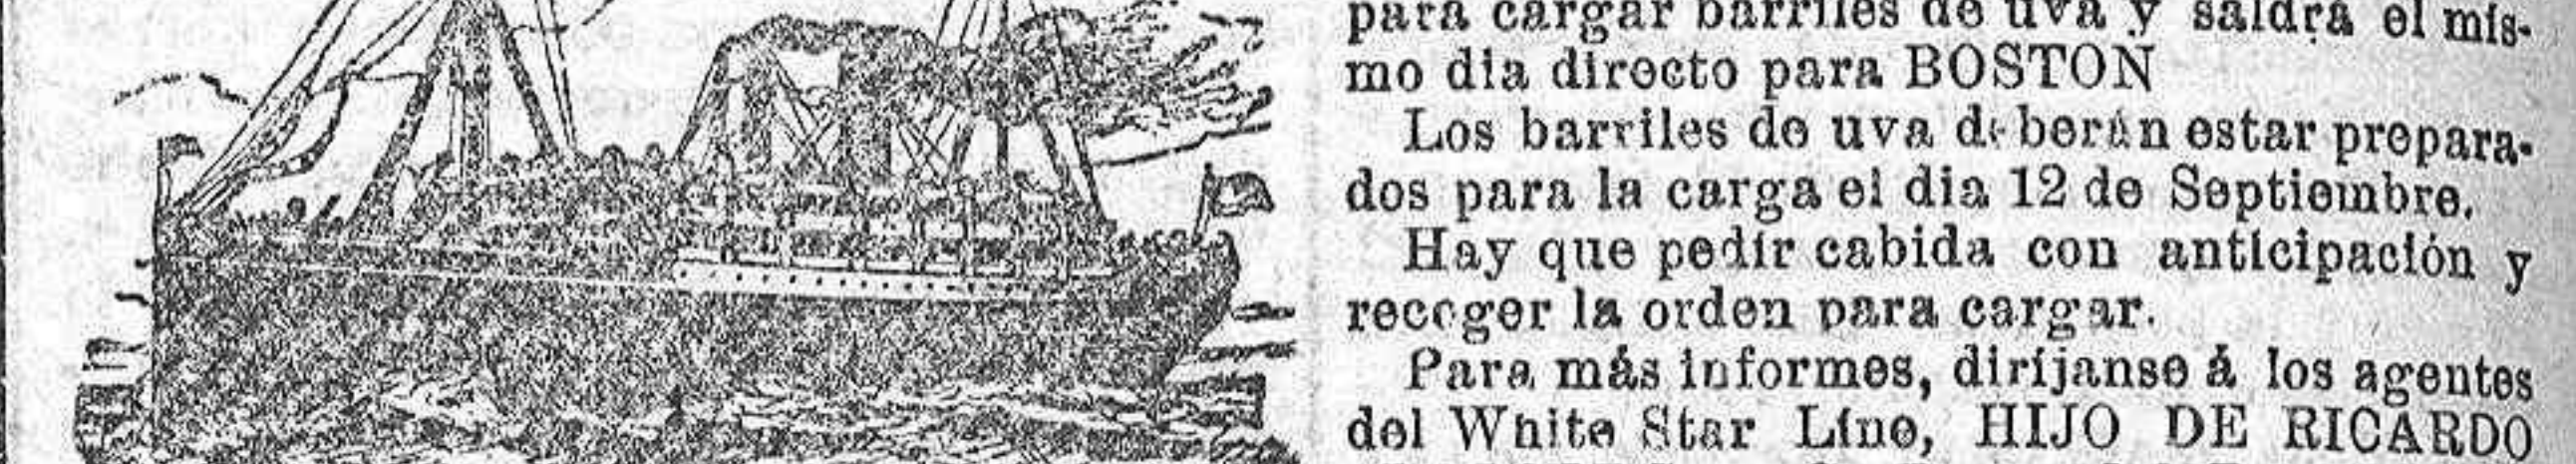 para cargar barriles de uva y saldrá el mis-
mo dia directo para BOSTON
Los barriles de uva deberán estar prepara-
dos para la carga el dia 12 de Septiembre.
Hay que pedir cabida con anticipación y
recoger la orden para cargar.
Para más informes, diríjanse á los agentes
del White Star Line, HIJO DE RICARDO